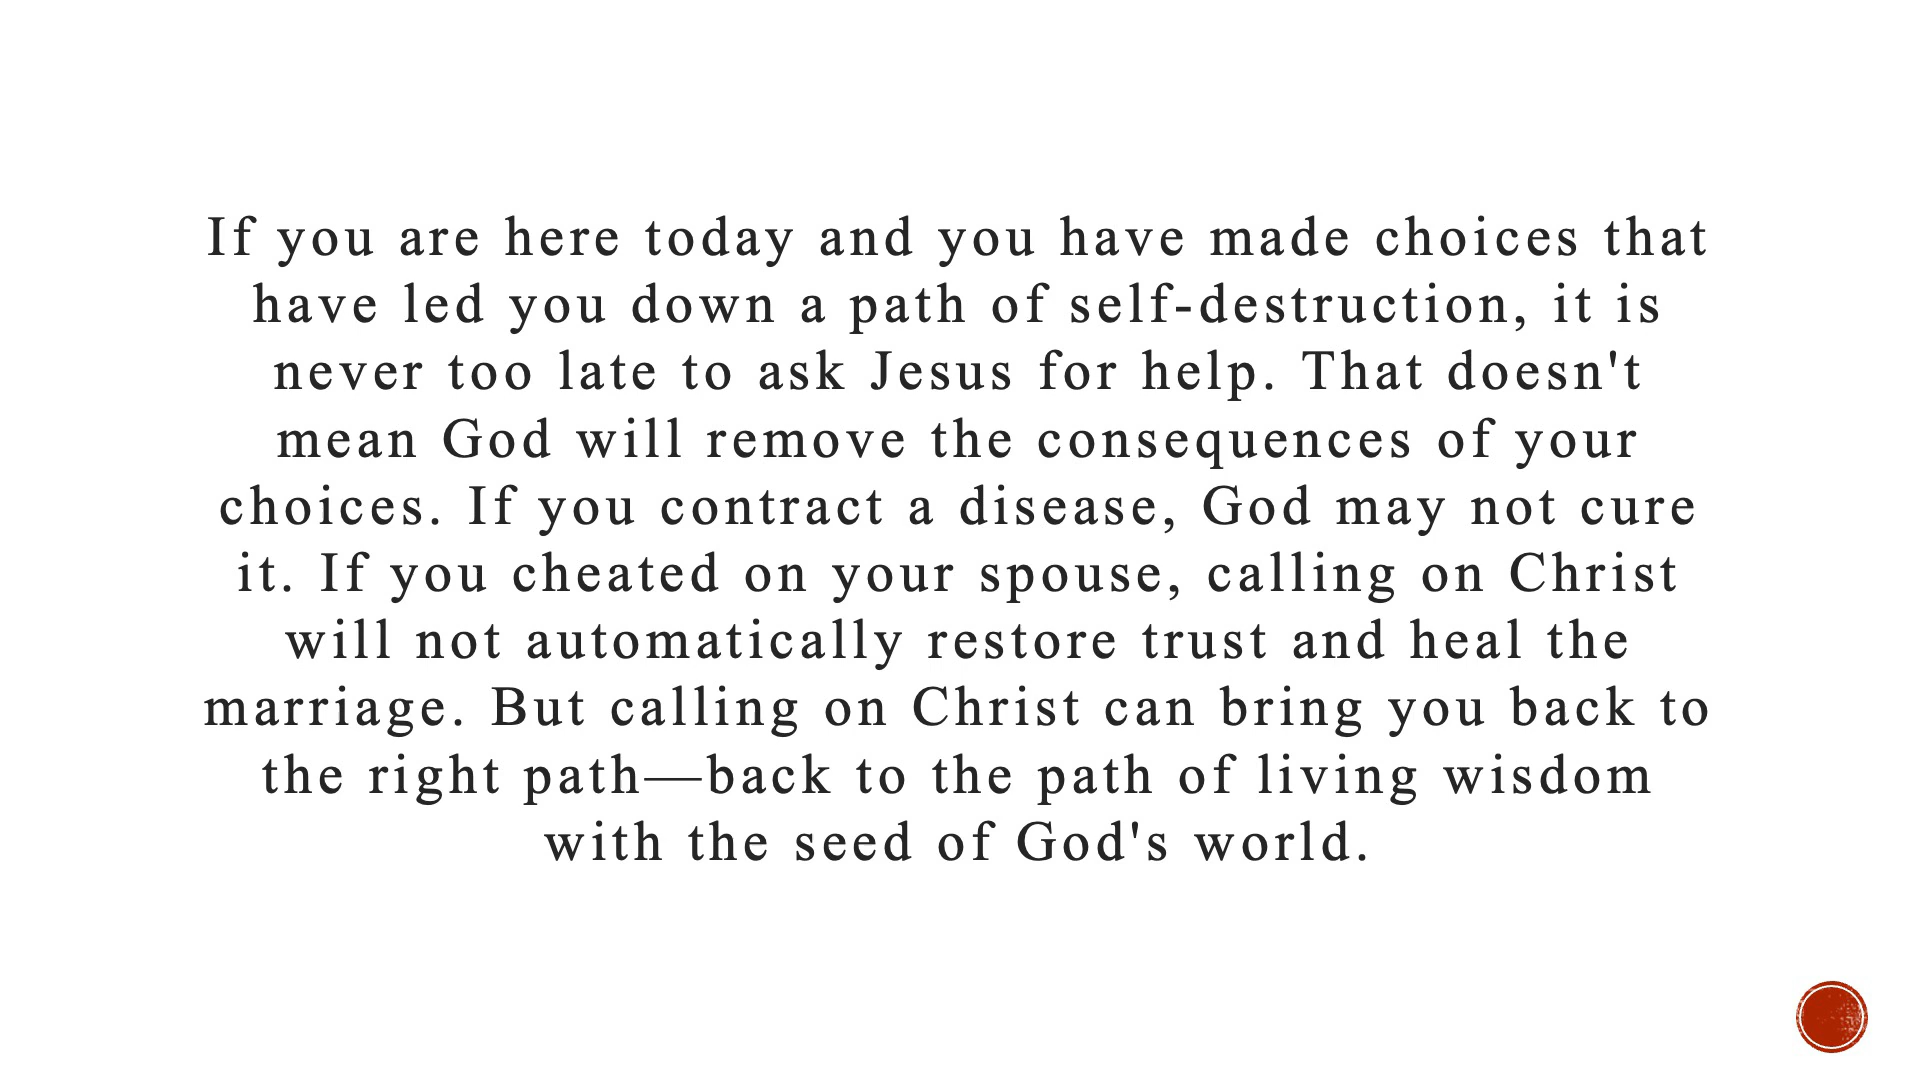 If you are here today and you have made choices that
have led you down a path of self-destruction, it is
never too late to ask Jesus for help. That doesn't
mean God will remove the consequences of your
choices. If you contract a disease, God may not cure
it. If you cheated on your spouse, calling on Christ
will not automatically restore trust and heal the
marriage. But calling on Christ can bring you back to
the right path—back to the path of living wisdom
with the seed of God's world.